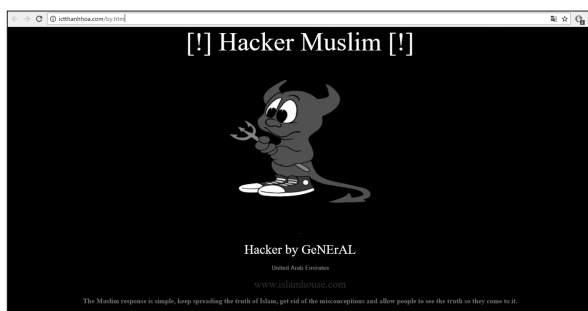 ictthanhhoa.com/by.htm
[!] Hacker Muslim [!]
Hacker by GeNErAL
United Arab Emirates
www.islamhouse.com
The Muslim response is simple, keep spreading the truth of Islam, get rid of the misconceptions and allow people to see the truth so they come to it.